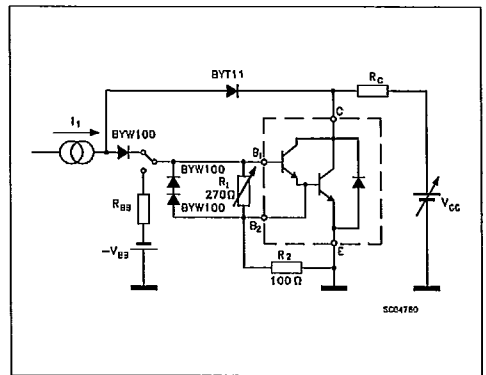 BYT11
R_C
I_1
C
BYW100
B_1
BYW100
R_1
270Ω
BYW100
R_BB
V_CC
B_2
-V_BB
E
R_2
100Ω
SC04780